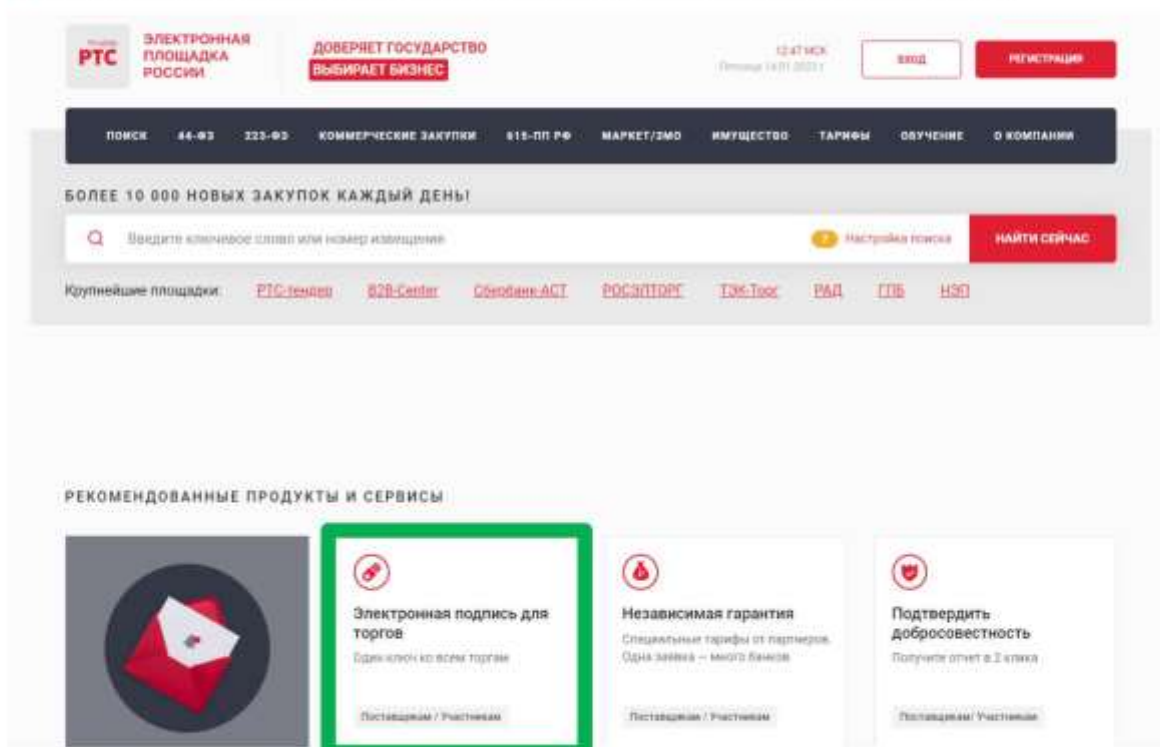 РТС
ЭЛЕКТРОННАЯ
ПЛОЩАДКА
РОССИИ
ДОВЕРЯЕТ ГОСУДАРСТВО
ВЫБИРАЕТ БИЗНЕС
12:47 МСК
ВХОД
РЕГИСТРАЦИЯ
ПОИСК 44-ФЗ 223-ФЗ КОММЕРЧЕСКИЕ ЗАКУПКИ 615-ПП РФ МАРКЕТ/ЗМО ИМУЩЕСТВО ТАРИФЫ ОБУЧЕНИЕ О КОМПАНИИ
БОЛЕЕ 10 000 НОВЫХ ЗАКУПОК КАЖДЫЙ ДЕНЬ!
Введите ключевое слово или номер извещения
Настройка поиска
НАЙТИ СЕЙЧАС
Крупнейшие площадки: РТС-тендер B2B-Center Сбербанк-АСТ РОСЭЛТОРГ ТЭК-Торг РАД ГПБ НЭП
РЕКОМЕНДОВАННЫЕ ПРОДУКТЫ И СЕРВИСЫ
Электронная подпись для
торгов
Один ключ ко всем торгам
Поставщикам / Участникам
Независимая гарантия
Специальные тарифы от партнеров.
Одна заявка — много банков
Поставщикам / Участникам
Подтвердить
добросовестность
Получите отчет в 2 клика
Поставщикам/ Участникам